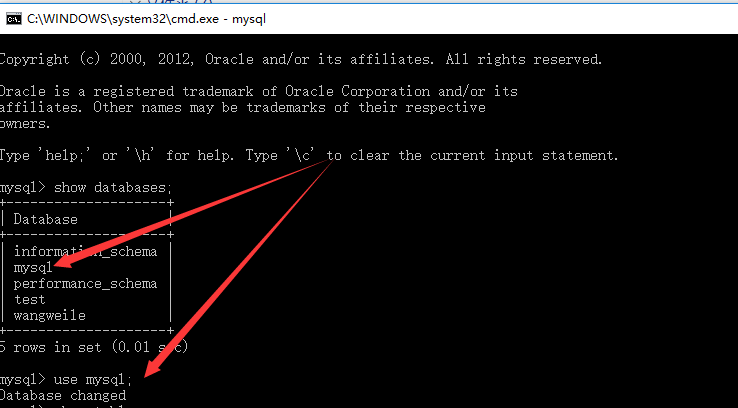 C:\WINDOWS\system32\cmd.exe - mysql
Copyright (c) 2000, 2012, Oracle and/or its affiliates. All rights reserved.
Oracle is a registered trademark of Oracle Corporation and/or its
affiliates. Other names may be trademarks of their respective
owners.
Type 'help;' or '\h' for help. Type '\c' to clear the current input statement.
mysql> show databases;
+--------------------+
| Database           |
+--------------------+
| information_schema |
| mysql              |
| performance_schema |
| test               |
| wangweile          |
+--------------------+
5 rows in set (0.01 sec)
mysql> use mysql;
Database changed